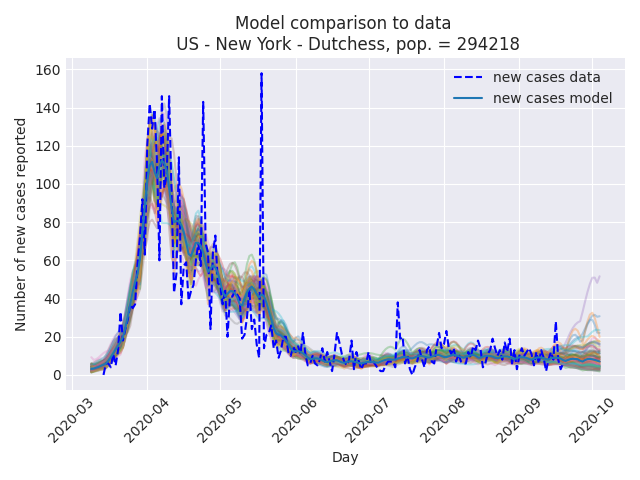 Model comparison to data
US - New York - Dutchess, pop. = 294218
new cases data
new cases model
Number of new cases reported
160
140
120
100
80
60
40
20
0
2020-03
2020-04
2020-05
2020-06
2020-07
2020-08
2020-09
2020-10
Day